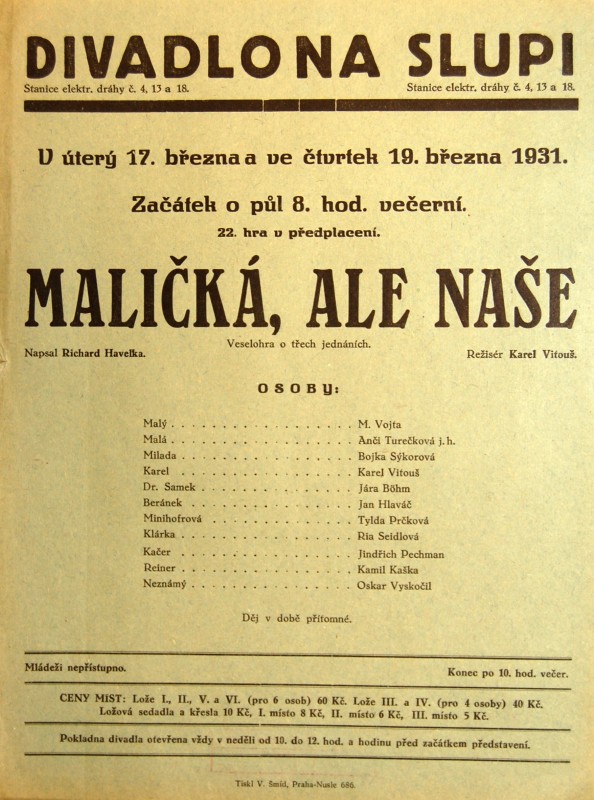 DIVADLO NA SLUPI
Stanice elektr. dráhy č. 4, 13 a 18. Stanice elektr. dráhy č. 4, 13 a 18.
V úterý 17. března a ve čtvrtek 19. března 1931.
Začátek o půl 8. hod. večerní.
22. hra v předplacení.
MALIČKÁ, ALE NAŠE
Veselohra o třech jednáních.
Napsal Richard Havelka. Režisér Karel Vitouš.
OSOBY:
Malý . . . . . . . . . . . . . . M. Vojta
Malá . . . . . . . . . . . . . . Anči Turečková j. h.
Milada . . . . . . . . . . . . . Bojka Sýkorová
Karel . . . . . . . . . . . . . . Karel Vitouš
Dr. Samek . . . . . . . . . . . . Jára Böhm
Beránek . . . . . . . . . . . . . Jan Hlaváč
Minihofrová . . . . . . . . . . . Tylda Prčková
Klárka . . . . . . . . . . . . . Ria Seidlová
Kačer . . . . . . . . . . . . . . Jindřich Pechman
Reiner . . . . . . . . . . . . . Kamil Kaška
Neznámý . . . . . . . . . . . . . Oskar Vyskočil
Děj v době přítomné.
Mládeži nepřístupno. Konec po 10. hod. večer.
CENY MÍST: Lože I., II., V. a VI. (pro 6 osob) 60 Kč. Lože III. a IV. (pro 4 osoby) 40 Kč.
Ložová sedadla a křesla 10 Kč, I. místo 8 Kč, II. místo 6 Kč, III. místo 5 Kč.
Pokladna divadla otevřena vždy v neděli od 10. do 12. hod. a hodinu před začátkem představení.
Tiskl V. Šmíd, Praha-Nusle 686.